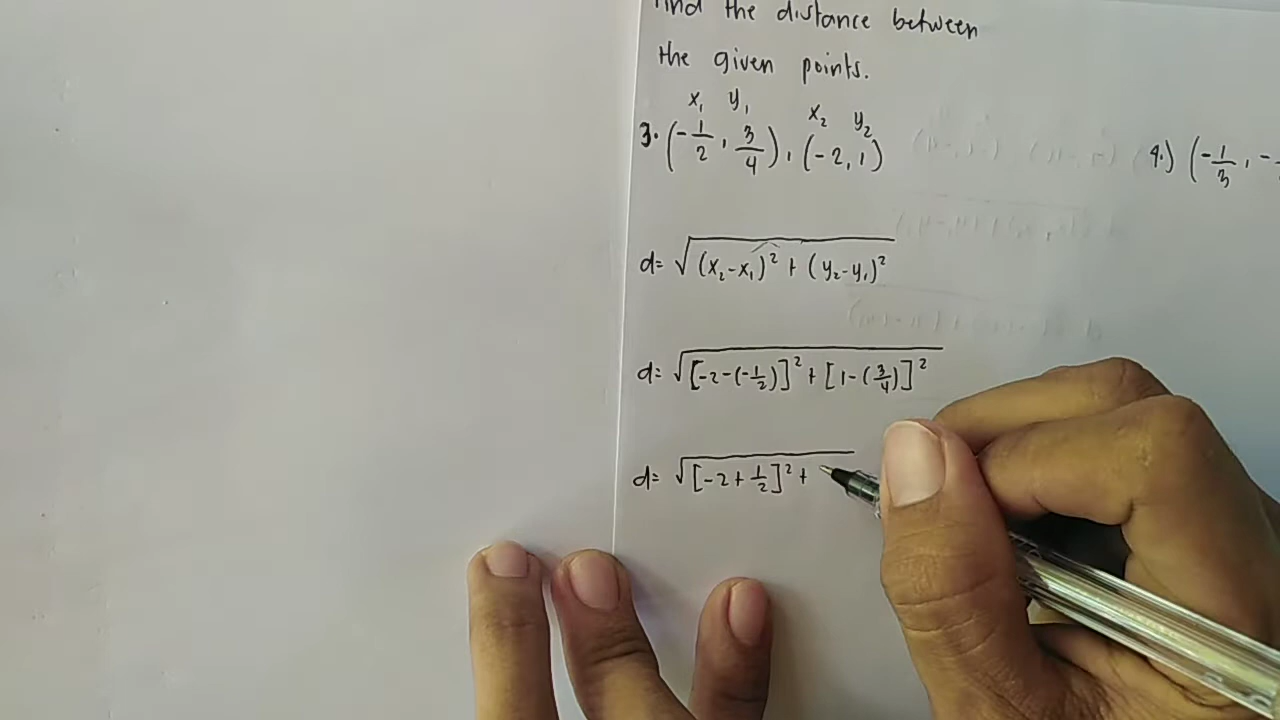 Find the distance between
the given points.
x₁ y₁ x₂ y₂
3. (-1/2, 3/4), (-2, 1)
4.) (-1/3, -
d= √(x₂-x₁)² + (y₂-y₁)²
d= √[-2-(-1/2)]² + [1-(3/4)]²
d= √[-2+1/2]² +